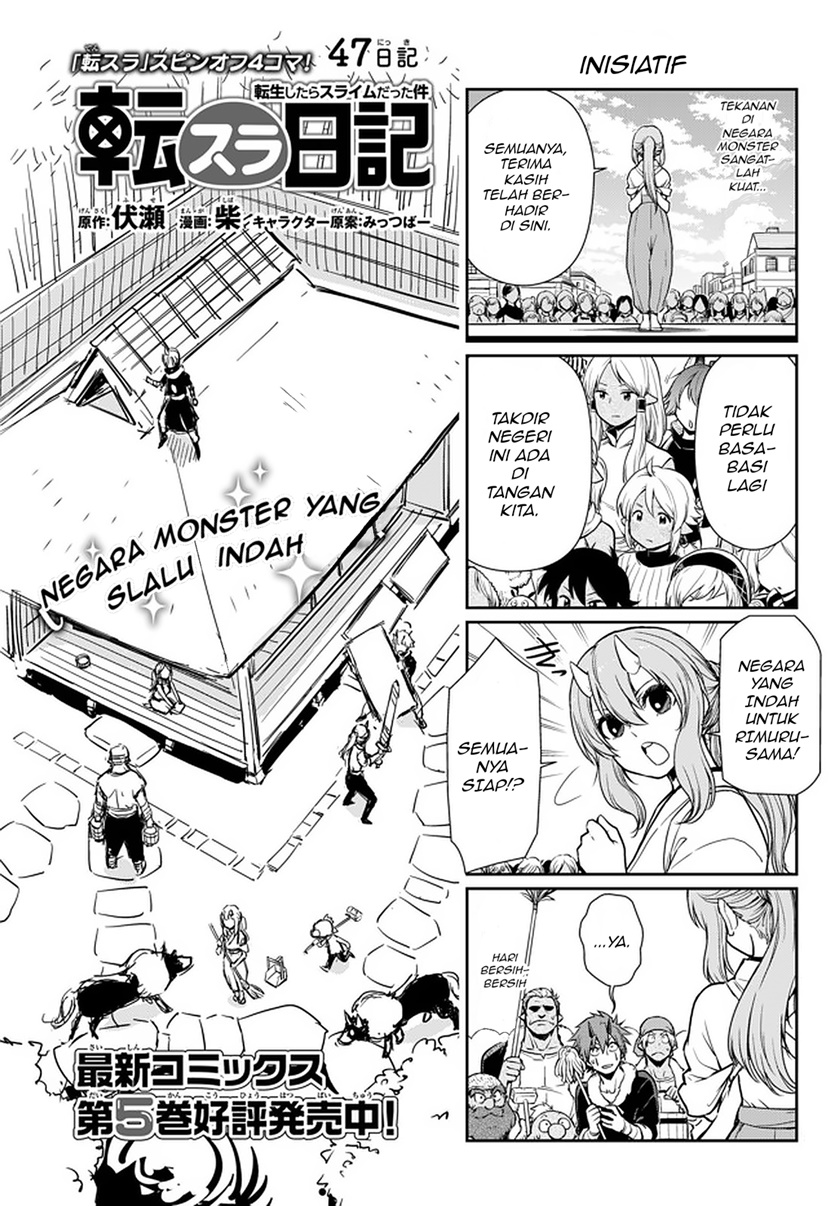 「転スラ」スピンオフ4コマ!
47日記
転生したらスライムだった件
転スラ日記
原作:伏瀬 漫画:柴 キャラクター原案:みっつばー
NEGARA MONSTER YANG
SLALU INDAH
最新コミックス
第5巻好評発売中!
INISIATIF
TEKANAN
DI
NEGARA
MONSTER
SANGAT-
LAH
KUAT...
SEMUANYA,
TERIMA
KASIH
TELAH BER-
HADIR
DI SINI.
TIDAK
PERLU
BASA-
BASI
LAGI
TAKDIR
NEGERI
INI ADA
DI
TANGAN
KITA.
NEGARA
YANG
INDAH
UNTUK
RIMURU-
SAMA!
SEMUA-
NYA
SIAP!?
...YA.
HARI
BERSIH-
BERSIH